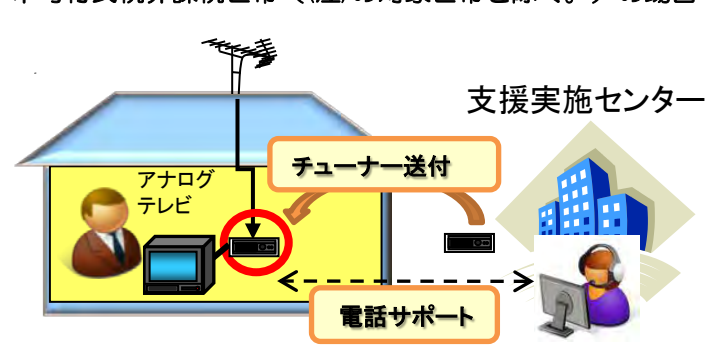 支援実施センター
チューナー送付
アナログ
テレビ
電話サポート